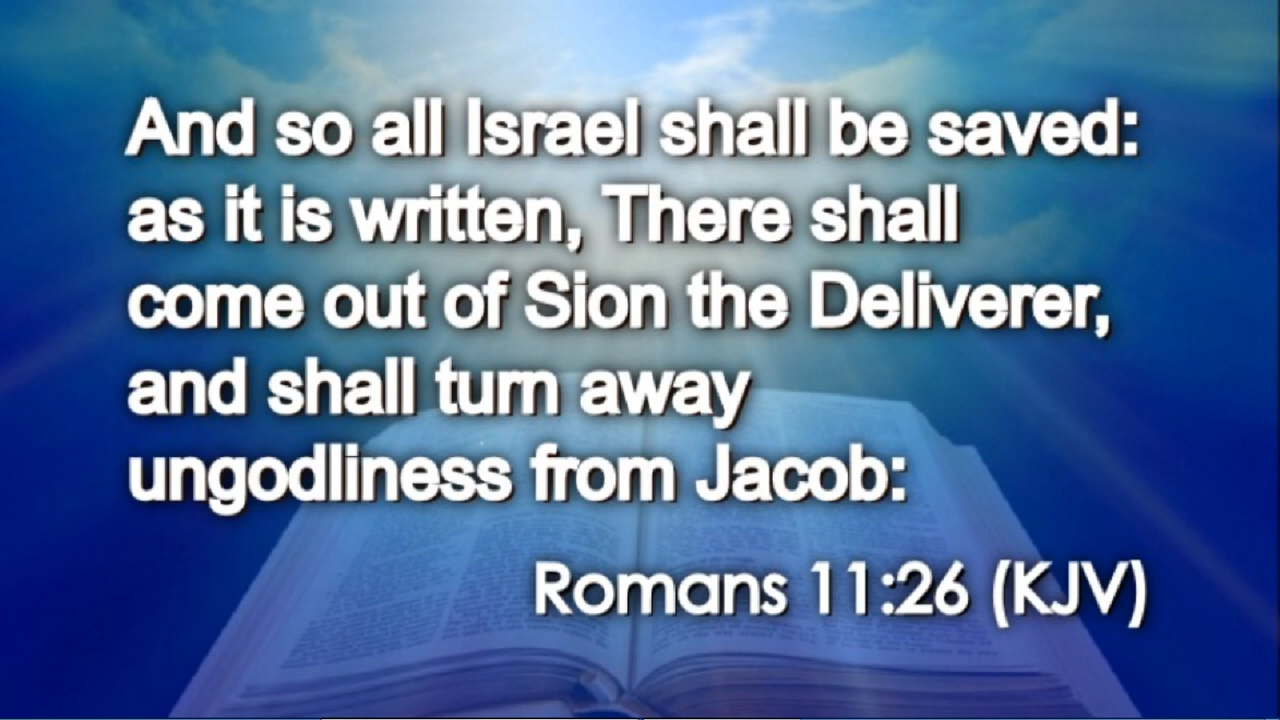 And so all Israel shall be saved:
as it is written, There shall
come out of Sion the Deliverer,
and shall turn away
ungodliness from Jacob:
Romans 11:26 (KJV)